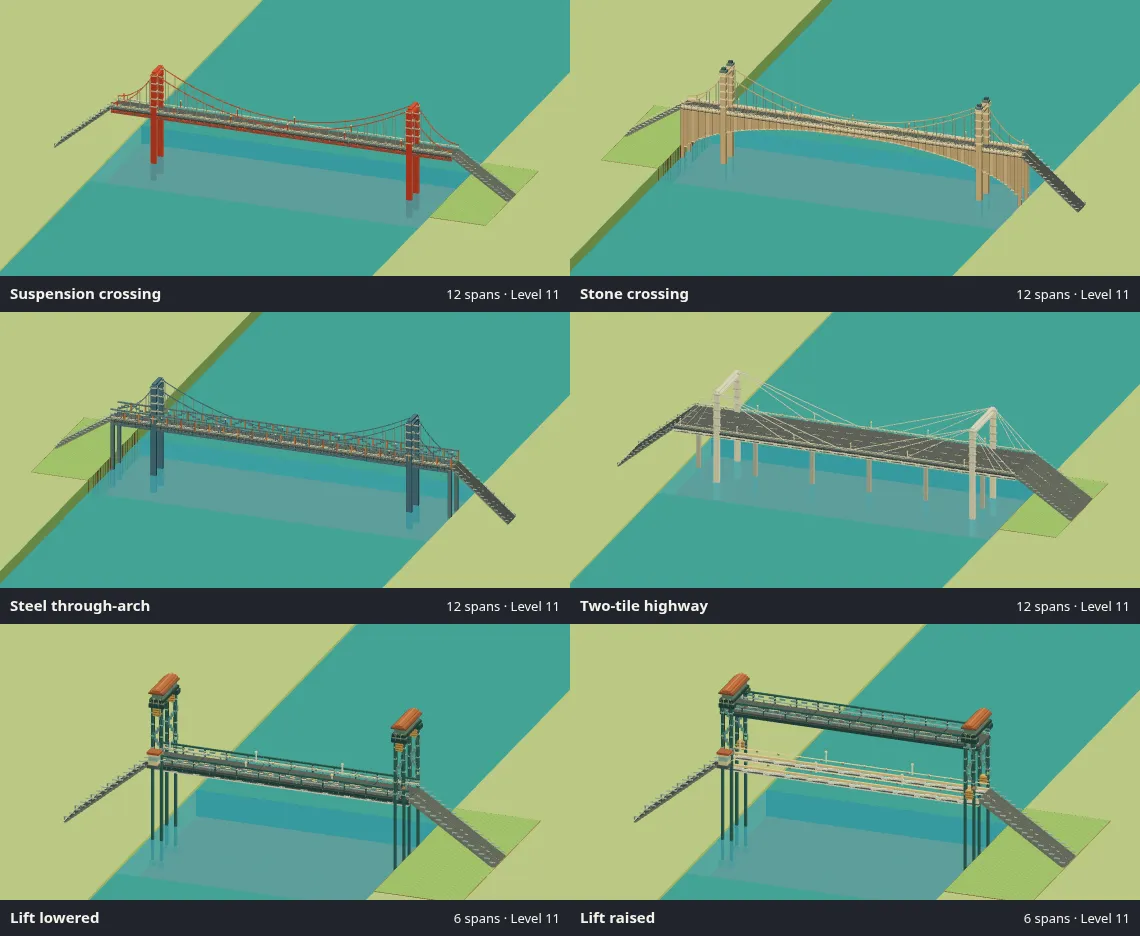 Suspension crossing 12 spans · Level 11
Stone crossing 12 spans · Level 11
Steel through-arch 12 spans · Level 11
Two-tile highway 12 spans · Level 11
Lift lowered 6 spans · Level 11
Lift raised 6 spans · Level 11